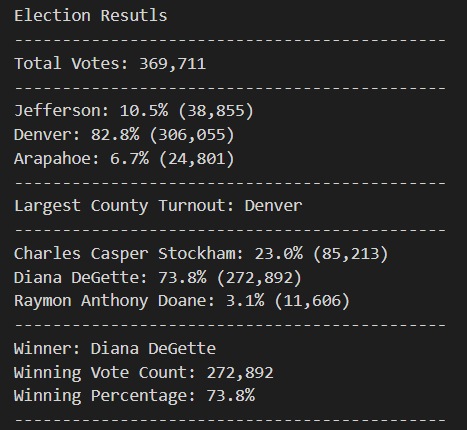 Election Resutls
---------------------------------------------
Total Votes: 369,711
---------------------------------------------
Jefferson: 10.5% (38,855)
Denver: 82.8% (306,055)
Arapahoe: 6.7% (24,801)
---------------------------------------------
Largest County Turnout: Denver
---------------------------------------------
Charles Casper Stockham: 23.0% (85,213)
Diana DeGette: 73.8% (272,892)
Raymon Anthony Doane: 3.1% (11,606)
---------------------------------------------
Winner: Diana DeGette
Winning Vote Count: 272,892
Winning Percentage: 73.8%
---------------------------------------------